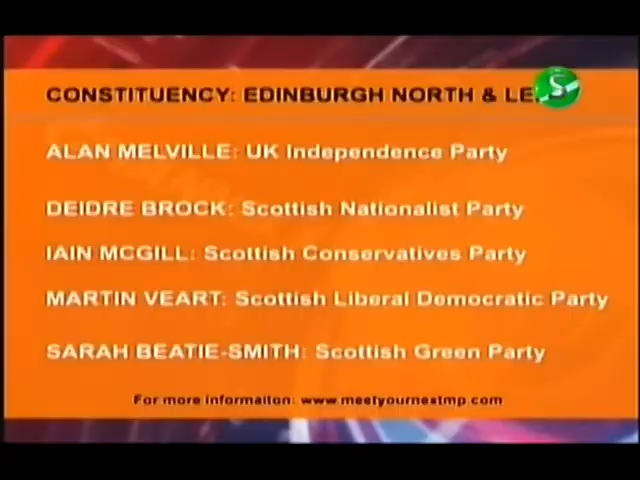 CONSTITUENCY: EDINBURGH NORTH & LE
S
ALAN MELVILLE: UK Independence Party
DEIDRE BROCK: Scottish Nationalist Party
IAIN MCGILL: Scottish Conservatives Party
MARTIN VEART: Scottish Liberal Democratic Party
SARAH BEATIE-SMITH: Scottish Green Party
For more informaiton: www.meetyournextmp.com